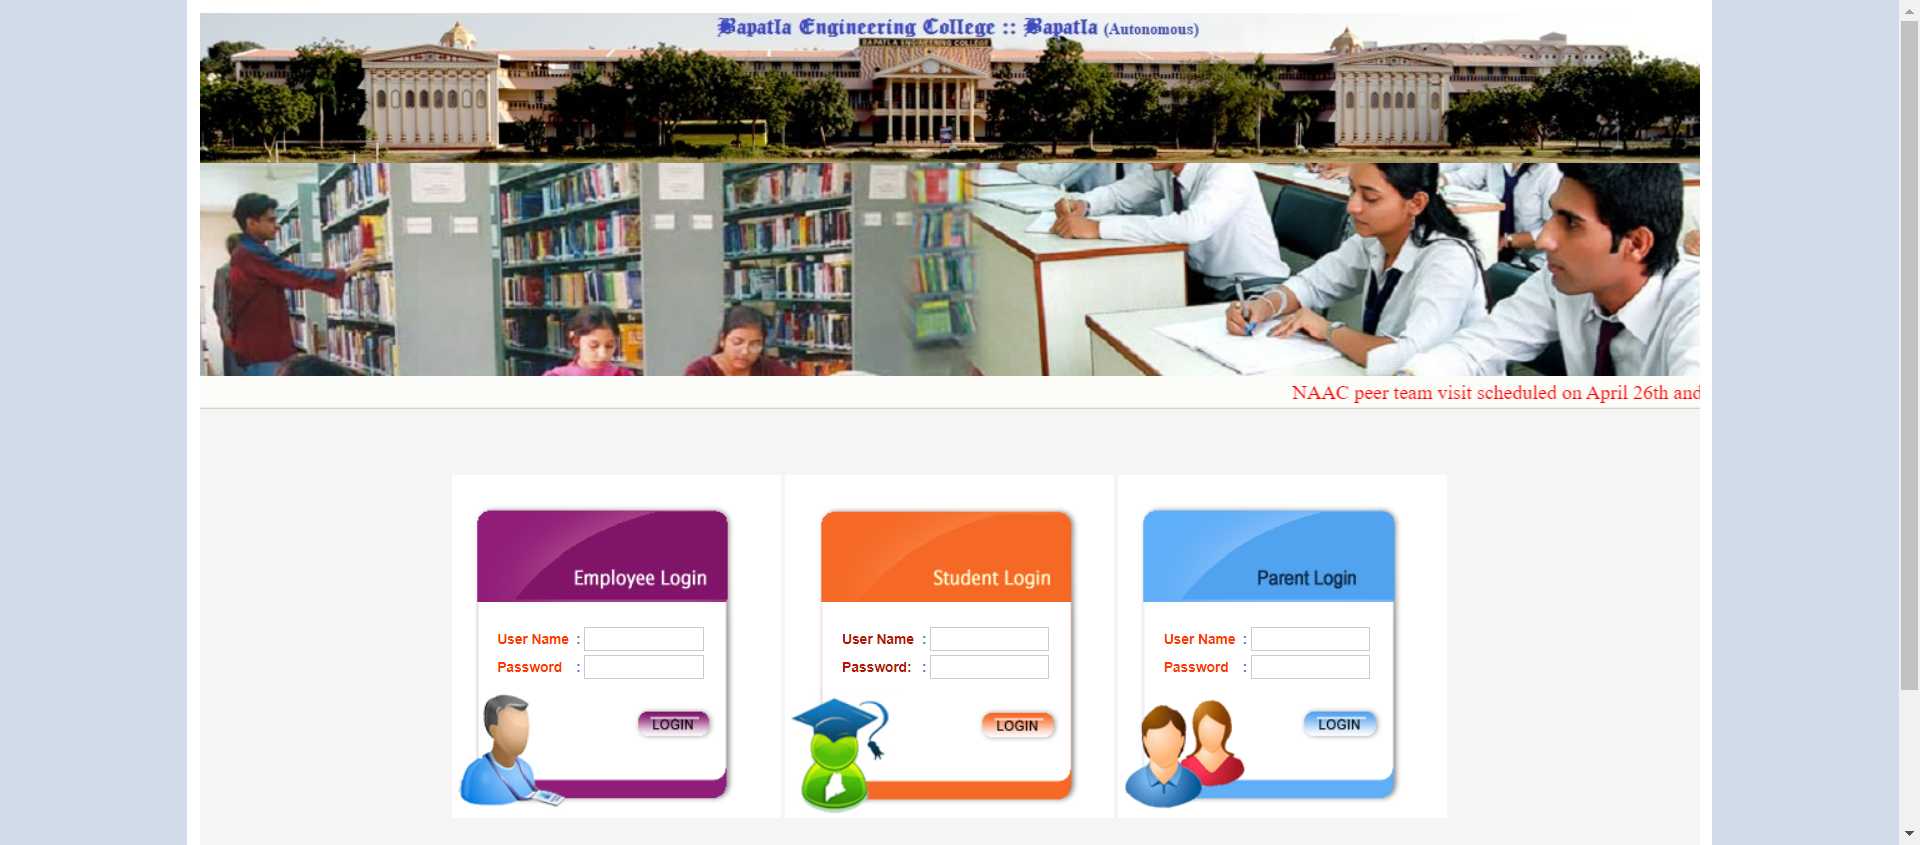 Bapatla Engineering College :: Bapatla (Autonomous)
BAPATLA ENGINEERING COLLEGE
NAAC peer team visit scheduled on April 26th and
Employee Login
User Name :
Password :
LOGIN
Student Login
User Name :
Password: :
LOGIN
Parent Login
User Name :
Password :
LOGIN